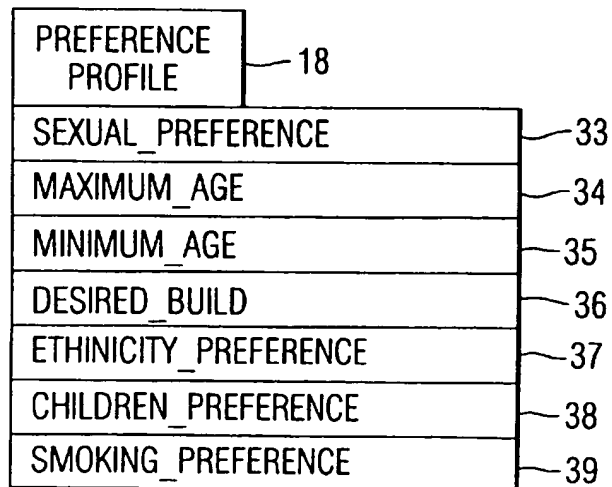 PREFERENCE
PROFILE
18
SEXUAL_PREFERENCE 33
MAXIMUM_AGE 34
MINIMUM_AGE 35
DESIRED_BUILD 36
ETHINICITY_PREFERENCE 37
CHILDREN_PREFERENCE 38
SMOKING_PREFERENCE 39